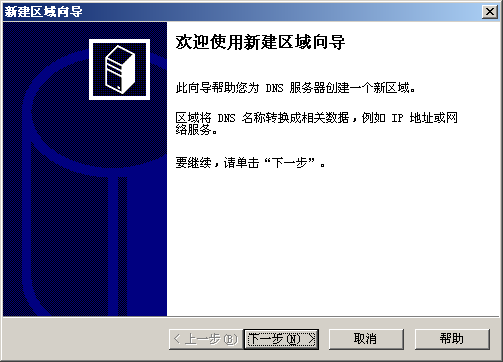 新建区域向导
欢迎使用新建区域向导
此向导帮助您为 DNS 服务器创建一个新区域。
区域将 DNS 名称转换成相关数据，例如 IP 地址或网
络服务。
要继续，请单击“下一步”。
< 上一步(B) 下一步(N) > 取消 帮助